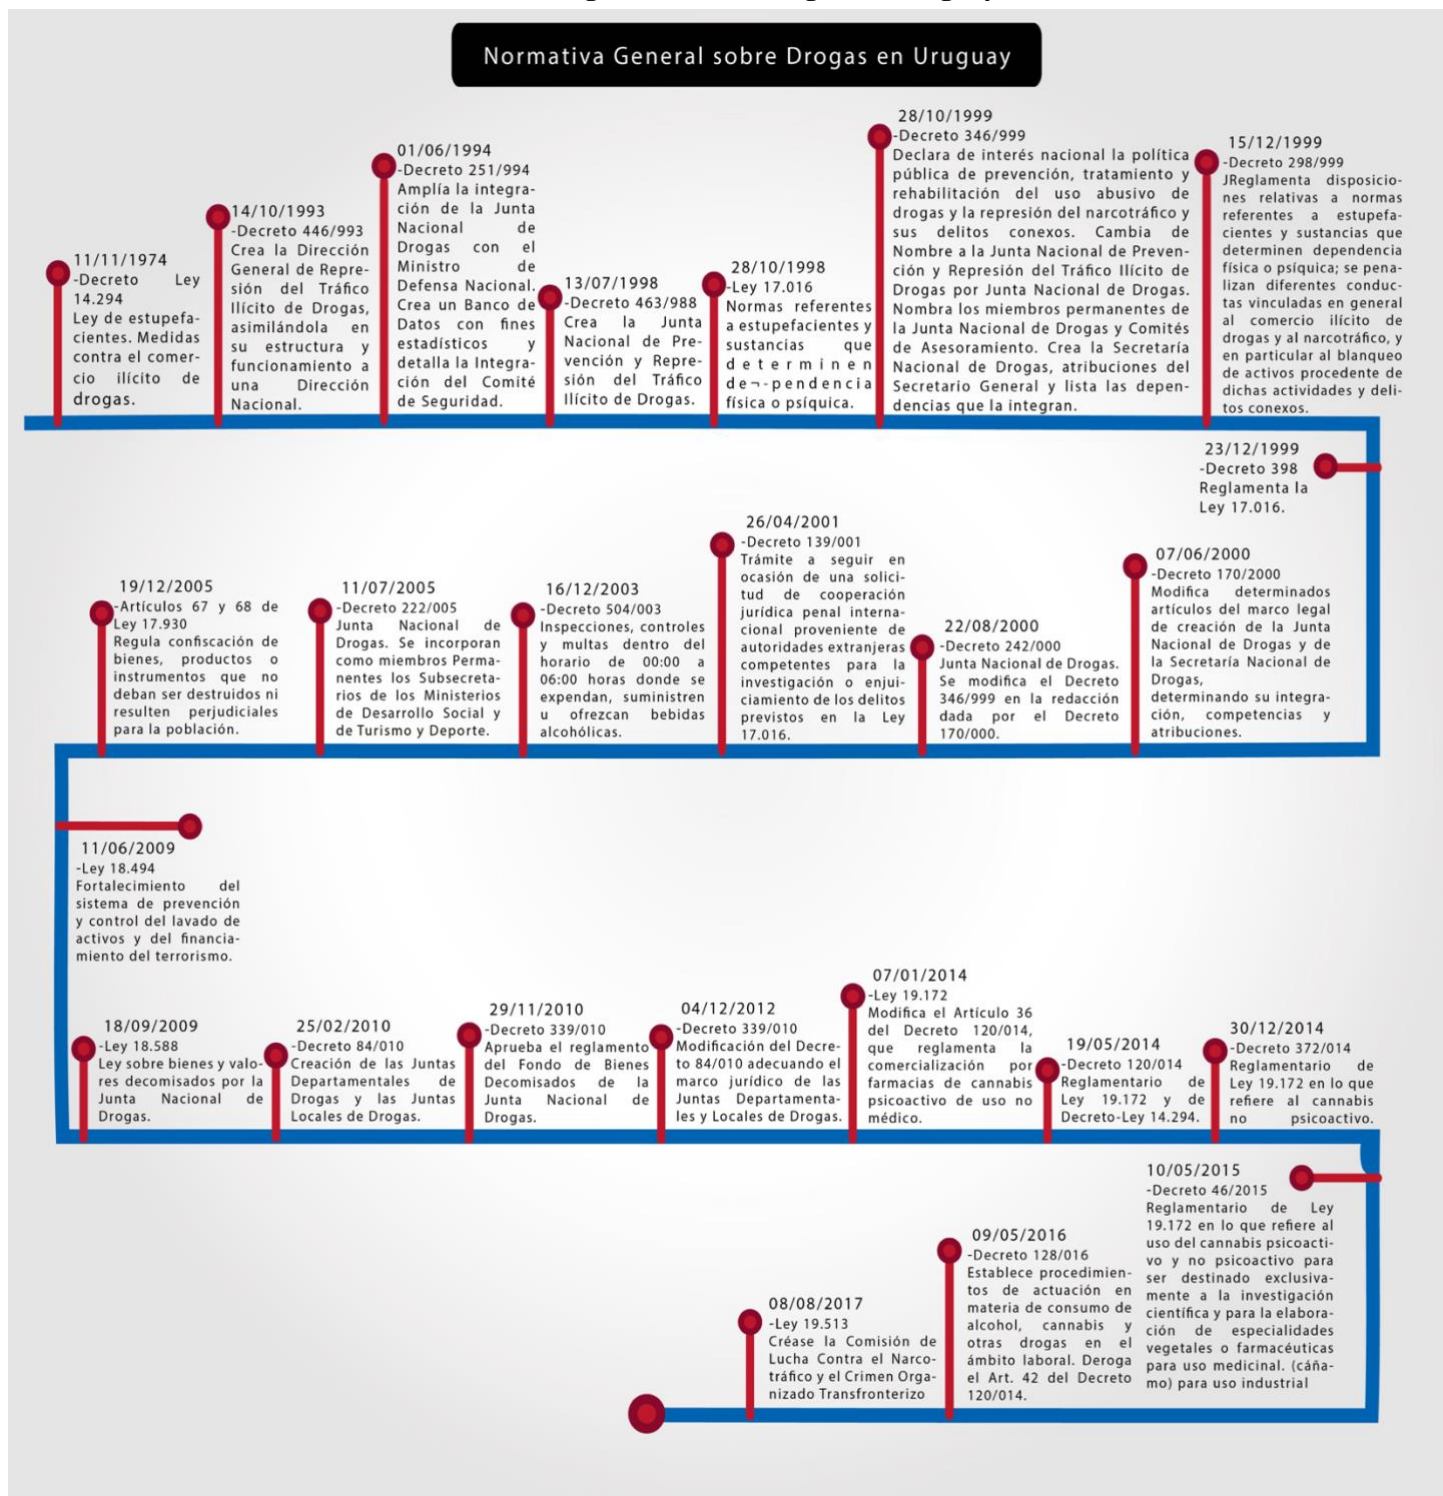 Normativa General sobre Drogas en Uruguay
11/11/1974
-Decreto Ley
14.294
Ley de estupefa-
cientes. Medidas
contra el comer-
cio ilícito de
drogas.
14/10/1993
-Decreto 446/993
Crea la Dirección
General de Repre-
sión del Tráfico
Ilícito de Drogas,
asimilándola en
su estructura y
funcionamiento a
una Dirección
Nacional.
01/06/1994
-Decreto 251/994
Amplía la integra-
ción de la Junta
Nacional de
Drogas con el
Ministro de
Defensa Nacional.
Crea un Banco de
Datos con fines
estadísticos y
detalla la Integra-
ción del Comité
de Seguridad.
13/07/1998
-Decreto 463/988
Crea la Junta
Nacional de Pre-
vención y Repre-
sión del Tráfico
Ilícito de Drogas.
28/10/1998
-Ley 17.016
Normas referentes
a estupefacientes y
sustancias que
determinen
de¬-pendencia
física o psíquica.
28/10/1999
-Decreto 346/999
Declara de interés nacional la política
pública de prevención, tratamiento y
rehabilitación del uso abusivo de
drogas y la represión del narcotráfico y
sus delitos conexos. Cambia de
Nombre a la Junta Nacional de Preven-
ción y Represión del Tráfico Ilícito de
Drogas por Junta Nacional de Drogas.
Nombra los miembros permanentes de
la Junta Nacional de Drogas y Comités
de Asesoramiento. Crea la Secretaría
Nacional de Drogas, atribuciones del
Secretario General y lista las depen-
dencias que la integran.
15/12/1999
-Decreto 298/999
JReglamenta disposicio-
nes relativas a normas
referentes a estupefa-
cientes y sustancias que
determinen dependencia
física o psíquica; se pena-
lizan diferentes conduc-
tas vinculadas en general
al comercio ilícito de
drogas y al narcotráfico, y
en particular al blanqueo
de activos procedente de
dichas actividades y deli-
tos conexos.
23/12/1999
-Decreto 398
Reglamenta la
Ley 17.016.
07/06/2000
-Decreto 170/2000
Modifica determinados
artículos del marco legal
de creación de la Junta
Nacional de Drogas y de
la Secretaría Nacional de
Drogas,
determinando su integra-
ción, competencias y
atribuciones.
22/08/2000
-Decreto 242/000
Junta Nacional de Drogas.
Se modifica el Decreto
346/999 en la redacción
dada por el Decreto
170/000.
26/04/2001
-Decreto 139/001
Trámite a seguir en
ocasión de una solici-
tud de cooperación
jurídica penal interna-
cional proveniente de
autoridades extranjeras
competentes para la
investigación o enjui-
ciamiento de los delitos
previstos en la Ley
17.016.
16/12/2003
-Decreto 504/003
Inspecciones, controles
y multas dentro del
horario de 00:00 a
06:00 horas donde se
expendan, suministren
u ofrezcan bebidas
alcohólicas.
11/07/2005
-Decreto 222/005
Junta Nacional de
Drogas. Se incorporan
como miembros Perma-
nentes los Subsecreta-
rios de los Ministerios
de Desarrollo Social y
de Turismo y Deporte.
19/12/2005
-Artículos 67 y 68 de
Ley 17.930
Regula confiscación de
bienes, productos o
instrumentos que no
deban ser destruidos ni
resulten perjudiciales
para la población.
11/06/2009
-Ley 18.494
Fortalecimiento del
sistema de prevención
y control del lavado de
activos y del financia-
miento del terrorismo.
18/09/2009
-Ley 18.588
Ley sobre bienes y valo-
res decomisados por la
Junta Nacional de
Drogas.
25/02/2010
-Decreto 84/010
Creación de las Juntas
Departamentales de
Drogas y las Juntas
Locales de Drogas.
29/11/2010
-Decreto 339/010
Aprueba el reglamento
del Fondo de Bienes
Decomisados de la
Junta Nacional de
Drogas.
04/12/2012
-Decreto 339/010
Modificación del Decre-
to 84/010 adecuando el
marco jurídico de las
Juntas Departamenta-
les y Locales de Drogas.
07/01/2014
-Ley 19.172
Modifica el Artículo 36
del Decreto 120/014,
que reglamenta la
comercialización por
farmacias de cannabis
psicoactivo de uso no
médico.
19/05/2014
-Decreto 120/014
Reglamentario de
Ley 19.172 y de
Decreto-Ley 14.294.
30/12/2014
-Decreto 372/014
Reglamentario de
Ley 19.172 en lo que
refiere al cannabis
no psicoactivo.
10/05/2015
-Decreto 46/2015
Reglamentario de Ley
19.172 en lo que refiere al
uso del cannabis psicoacti-
vo y no psicoactivo para
ser destinado exclusiva-
mente a la investigación
científica y para la elabora-
ción de especialidades
vegetales o farmacéuticas
para uso medicinal. (cáña-
mo) para uso industrial
09/05/2016
-Decreto 128/016
Establece procedimien-
tos de actuación en
materia de consumo de
alcohol, cannabis y
otras drogas en el
ámbito laboral. Deroga
el Art. 42 del Decreto
120/014.
08/08/2017
-Ley 19.513
Créase la Comisión de
Lucha Contra el Narco-
tráfico y el Crimen Orga-
nizado Transfronterizo